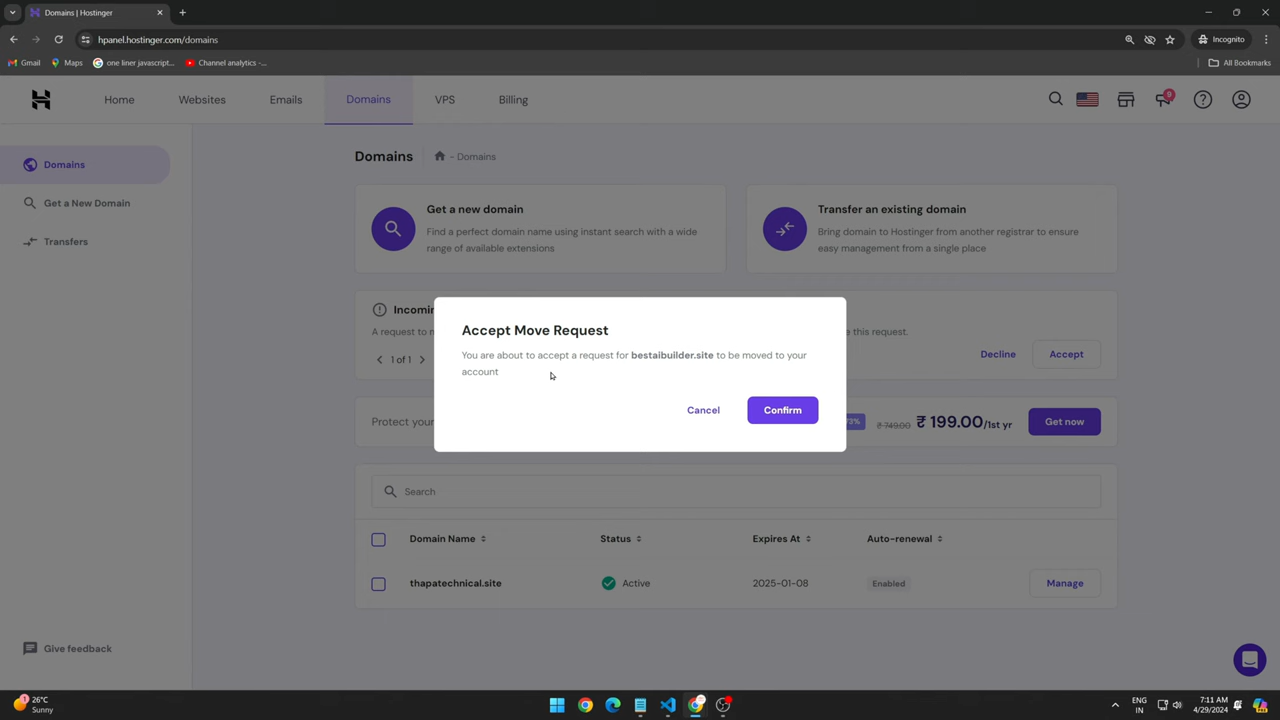 Domains | Hostinger
hpanel.hostinger.com/domains
Incognito
Gmail
Maps
one liner javascript...
Channel analytics -...
All Bookmarks
Home
Websites
Emails
Domains
VPS
Billing
9
Domains
Get a New Domain
Transfers
Domains
- Domains
Get a new domain
Find a perfect domain name using instant search with a wide
range of available extensions
Transfer an existing domain
Bring domain to Hostinger from another registrar to ensure
easy management from a single place
A request to
e this request.
1 of 1
Decline
Accept
Accept Move Request
You are about to accept a request for bestaibuilder.site to be moved to your
account
Cancel
Confirm
Protect your
73%
₹ 749.00
₹ 199.00/1st yr
Get now
Search
Domain Name
Status
Expires At
Auto-renewal
thapatechnical.site
Active
2025-01-08
Enabled
Manage
Give feedback
1
26°C
Sunny
ENG
IN
7:11 AM
4/29/2024